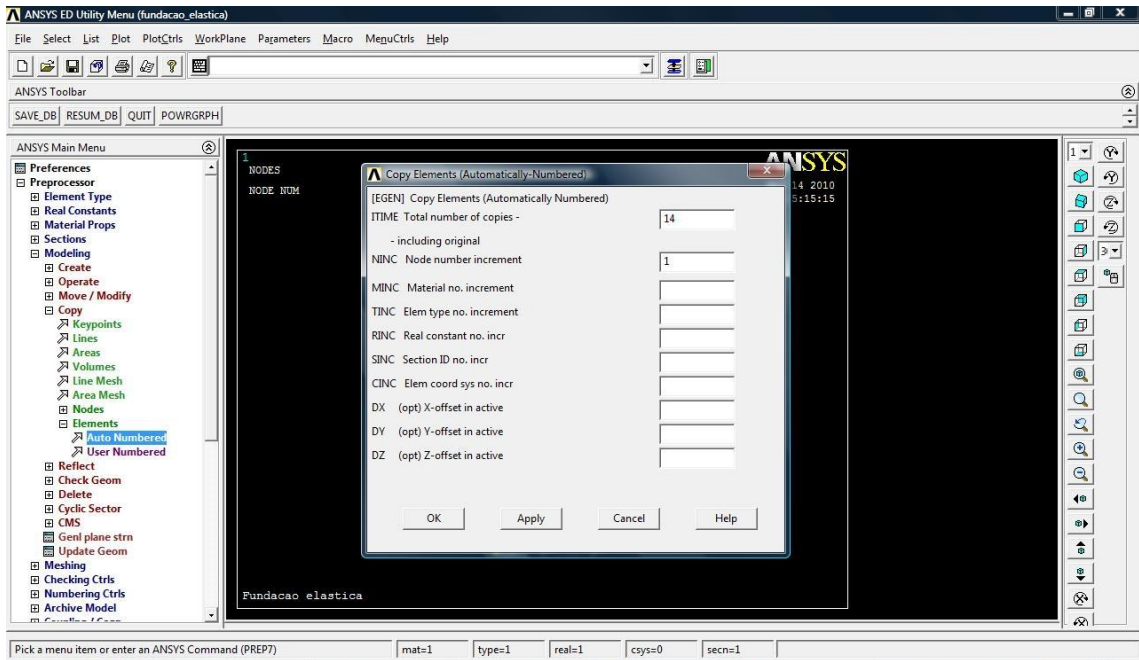 ANSYS ED Utility Menu (fundacao_elastica)
File Select List Plot PlotCtrls WorkPlane Parameters Macro MenuCtrls Help
ANSYS Toolbar
SAVE_DB RESUM_DB QUIT POWRGRPH
ANSYS Main Menu
Preferences
Preprocessor
Element Type
Real Constants
Material Props
Sections
Modeling
Create
Operate
Move / Modify
Copy
Keypoints
Lines
Areas
Volumes
Line Mesh
Area Mesh
Nodes
Elements
Auto Numbered
User Numbered
Reflect
Check Geom
Delete
Cyclic Sector
CMS
Genl plane strn
Update Geom
Meshing
Checking Ctrls
Numbering Ctrls
Archive Model
1
NODES
NODE NUM
ANSYS
14 2010
5:15:15
Copy Elements (Automatically-Numbered)
[EGEN] Copy Elements (Automatically Numbered)
ITIME Total number of copies - 14
- including original
NINC Node number increment 1
MINC Material no. increment
TINC Elem type no. increment
RINC Real constant no. incr
SINC Section ID no. incr
CINC Elem coord sys no. incr
DX (opt) X-offset in active
DY (opt) Y-offset in active
DZ (opt) Z-offset in active
OK Apply Cancel Help
Fundacao elastica
1
Pick a menu item or enter an ANSYS Command (PREP7) mat=1 type=1 real=1 csys=0 secn=1